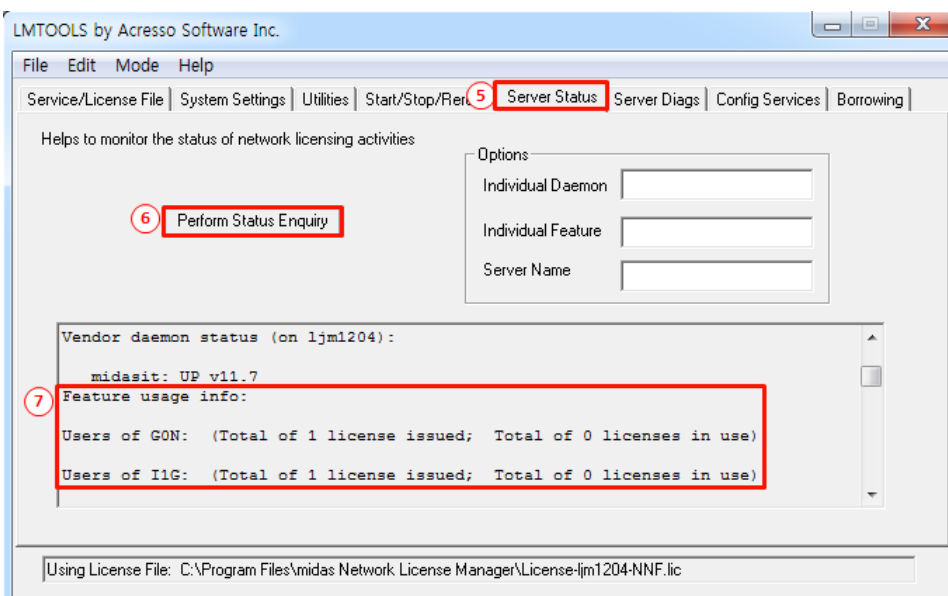 LMTOOLS by Acresso Software Inc.
File Edit Mode Help
Service/License File System Settings Utilities Start/Stop/Rer 5 Server Status Server Diags Config Services Borrowing
Helps to monitor the status of network licensing activities
Options
Individual Daemon
6 Perform Status Enquiry
Individual Feature
Server Name
Vendor daemon status (on ljm1204):
midasit: UP v11.7
7 Feature usage info:
Users of G0N: (Total of 1 license issued; Total of 0 licenses in use)
Users of I1G: (Total of 1 license issued; Total of 0 licenses in use)
Using License File: C:\Program Files\midas Network License Manager\License-ljm1204-NNF.lic